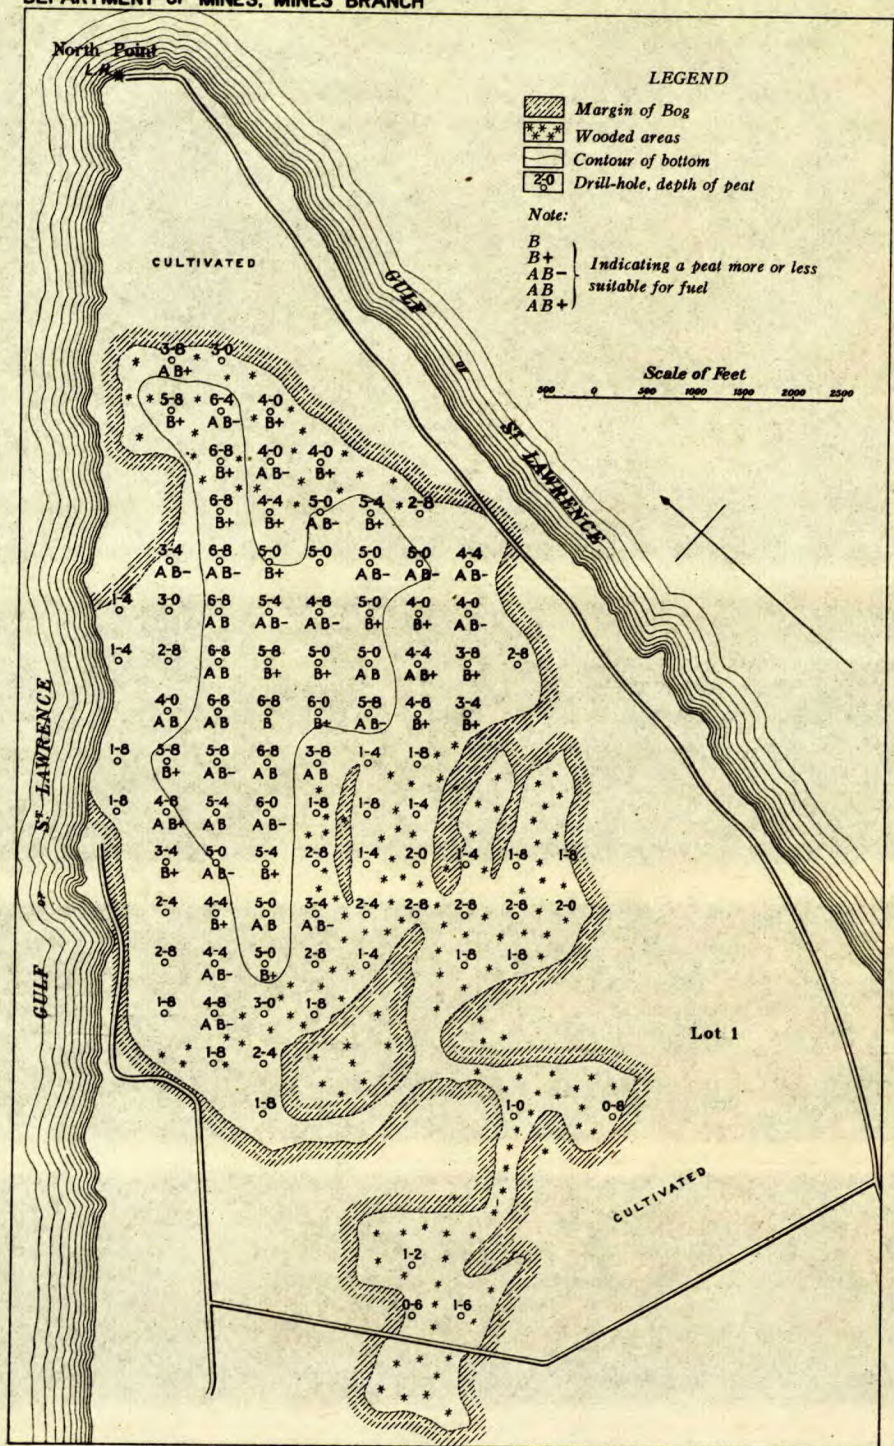 DEPARTMENT OF MINES, MINES BRANCH
North Point
L.H.
LEGEND
Margin of Bog
Wooded areas
Contour of bottom
2-0 Drill-hole, depth of peat
Note:
B
B+
AB-
AB
AB+
Indicating a peat more or less
suitable for fuel
CULTIVATED
GULF OF ST LAWRENCE
Scale of Feet
500 0 500 1000 1500 2000 2500
3-8 3-0
AB+
5-8 6-4 4-0
B+ AB- B+
6-8 4-0 4-0
B+ AB- B+
6-8 4-4 5-0 5-4 2-8
B+ B+ AB- B+
3-4 6-8 5-0 5-0 5-0 5-0 4-4
AB- AB- B+ AB- AB- AB-
1-4 3-0 6-8 5-4 4-8 5-0 4-0 4-0
AB AB- AB- B+ B+ AB-
1-4 2-8 6-8 5-8 5-0 5-0 4-4 3-8 2-8
AB B+ B+ AB AB+ B+
4-0 6-8 6-8 6-0 5-8 4-8 3-4
AB AB B B+ AB- B+ B+
1-8 5-8 5-8 6-8 3-8 1-4 1-8
B+ AB- AB AB
1-8 4-8 5-4 6-0 1-8 1-8 1-4
AB+ AB AB-
3-4 5-0 5-4 2-8 1-4 2-0 1-4 1-8 1-8
B+ AB- B+
2-4 4-4 5-0 3-4 2-4 2-8 2-8 2-8 2-0
B+ AB AB-
2-8 4-4 5-0 2-8 1-4 1-8 1-8
AB- B+
1-8 4-8 3-0 1-8
AB-
1-8 2-4
1-8 1-0 0-8
GULF OF ST LAWRENCE
Lot 1
CULTIVATED
1-2
0-6 1-6